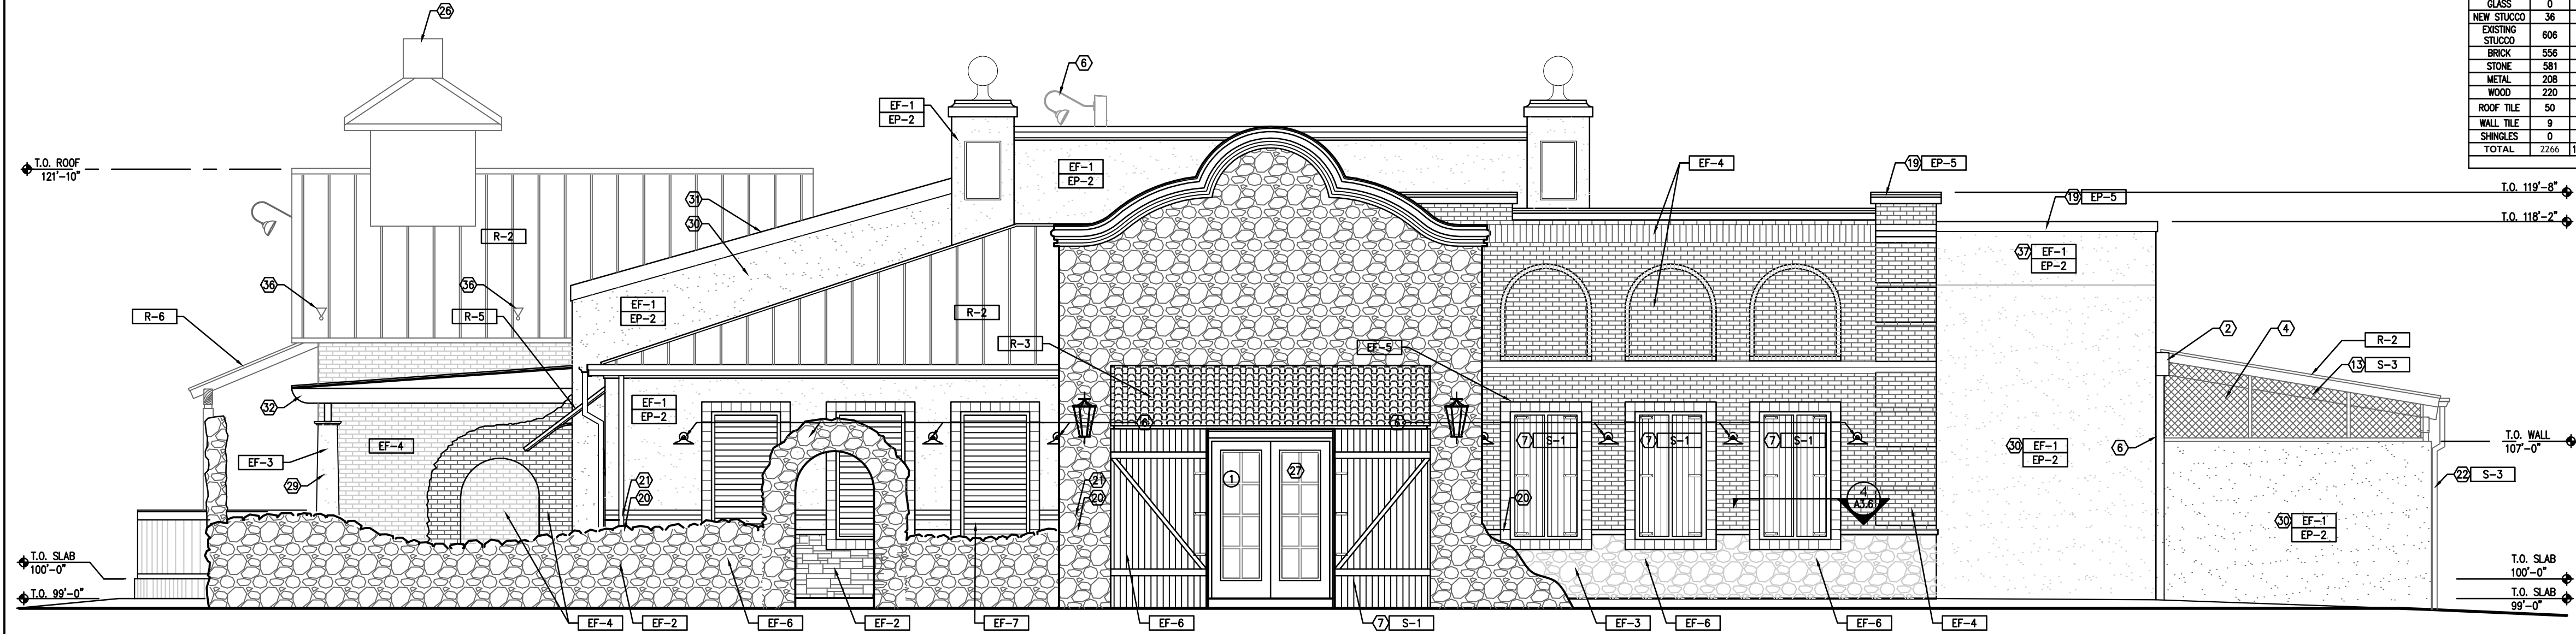 26
GLASS 0
NEW STUCCO 36
EXISTING STUCCO 606
BRICK 556
STONE 581
METAL 208
WOOD 220
ROOF TILE 50
WALL TILE 9
SHINGLES 0
TOTAL 2266 1
6
EF-1
EP-2
T.O. ROOF
121'-10"
EF-1
EP-2
EF-4
19 EP-5
T.O. 119'-8"
19 EP-5
T.O. 118'-2"
31
30
R-2
37 EF-1
EP-2
36
36
R-6
R-5
EF-1
EP-2
R-2
R-3
EF-5
2
4
R-2
13 S-3
32
EF-1
EP-2
6
6
7 S-1
7 S-1
7 S-1
EF-4
EF-3
30 EF-1
EP-2
6
T.O. WALL
107'-0"
29
21
20
1
27
21
20
20
4
A3.6
22 S-3
30 EF-1
EP-2
T.O. SLAB
100'-0"
T.O. 99'-0"
T.O. SLAB
100'-0"
T.O. SLAB
99'-0"
EF-4
EF-2
EF-6
EF-2
EF-7
EF-6
7 S-1
EF-3
EF-6
EF-6
EF-4